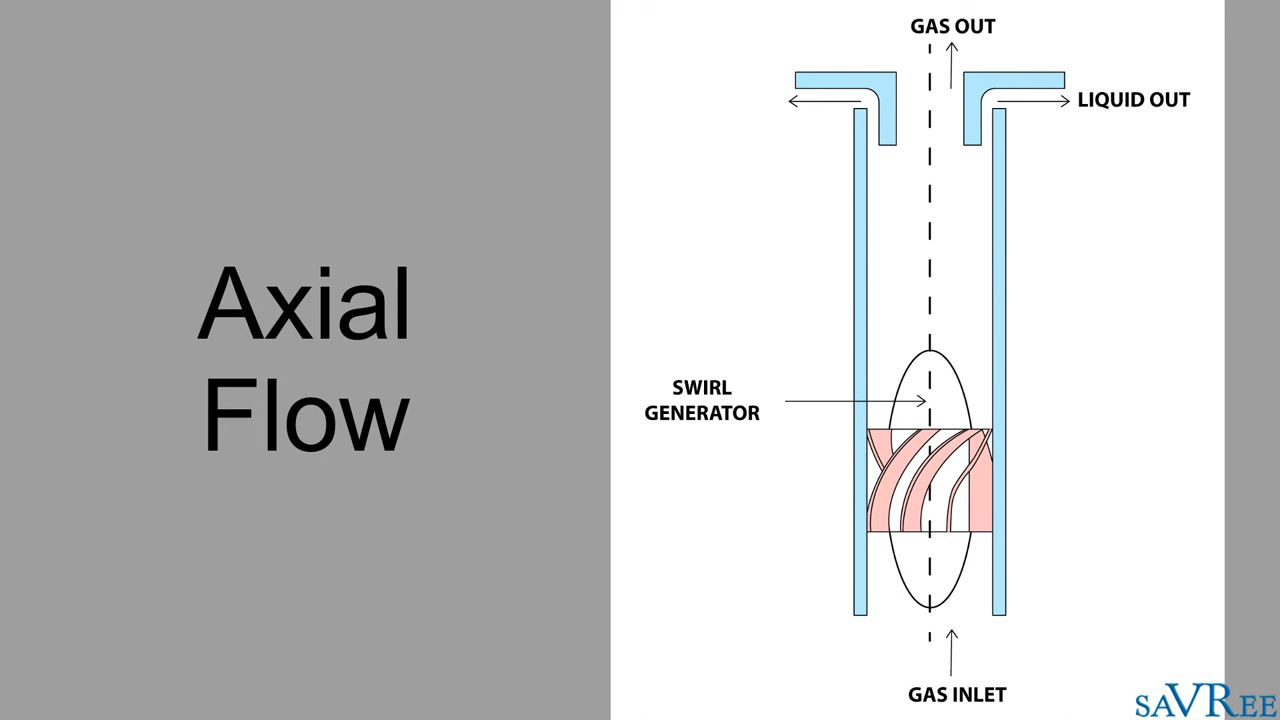 Axial
Flow
GAS OUT
LIQUID OUT
SWIRL
GENERATOR
GAS INLET
saVRee